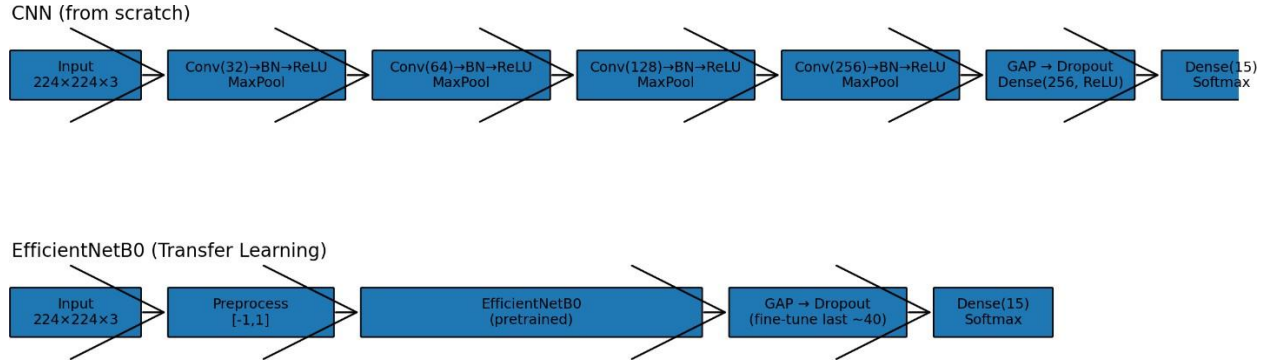 CNN (from scratch)
Input
224×224×3
Conv(32)→BN→ReLU
MaxPool
Conv(64)→BN→ReLU
MaxPool
Conv(128)→BN→ReLU
MaxPool
Conv(256)→BN→ReLU
MaxPool
GAP → Dropout
Dense(256, ReLU)
Dense(15)
Softmax
EfficientNetB0 (Transfer Learning)
Input
224×224×3
Preprocess
[-1,1]
EfficientNetB0
(pretrained)
GAP → Dropout
(fine-tune last ~40)
Dense(15)
Softmax